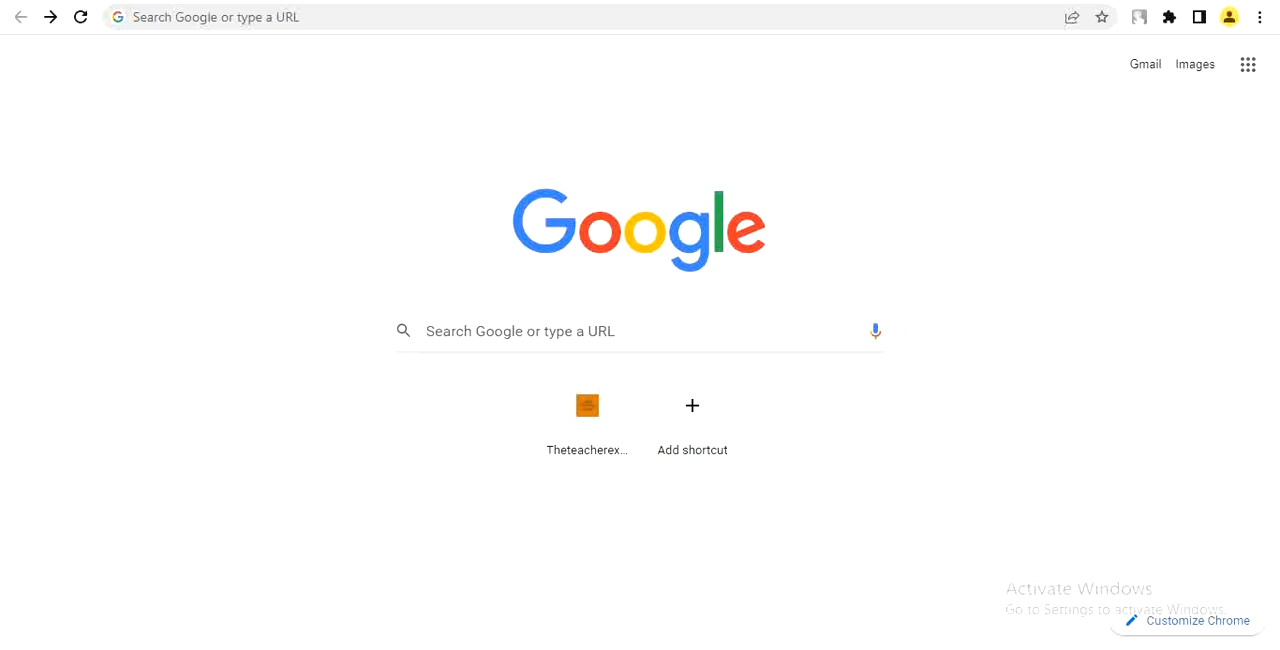 Search Google or type a URL
Gmail Images
Google
Search Google or type a URL
Theteacherex... Add shortcut
Activate Windows
Go to Settings to activate Windows.
Customize Chrome